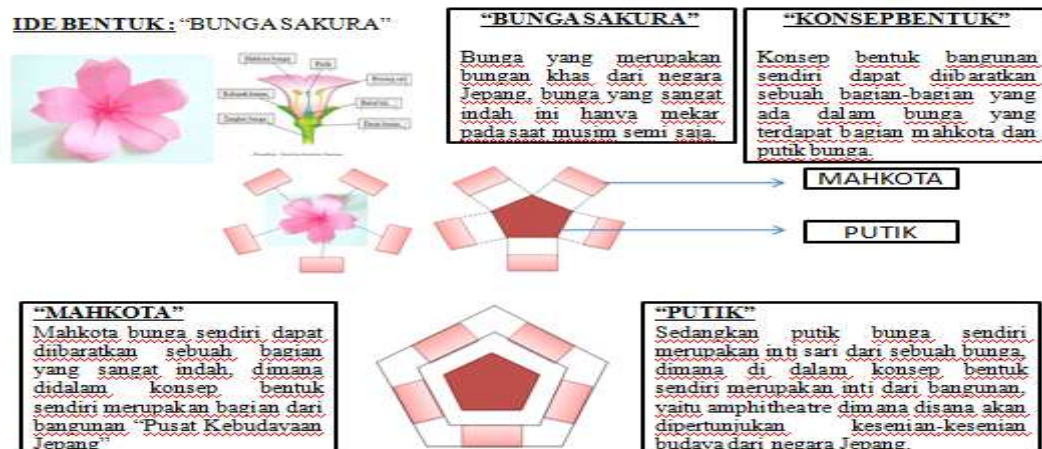 IDE BENTUK : “BUNGA SAKURA”
“BUNGA SAKURA”
Bunga yang merupakan
bungan khas dari negara
Jepang, bunga yang sangat
indah ini hanya mekar
pada saat musim semi saja.
“KONSEPBENTUK”
Konsep bentuk bangunan
sendiri dapat diibaratkan
sebuah bagian-bagian yang
ada dalam bunga yang
terdapat bagian mahkota dan
putik bunga.
Mahkota bunga
Putik
MAHKOTA
PUTIK
“MAHKOTA”
Mahkota bunga sendiri dapat
diibaratkan sebuah bagian
yang sangat indah, dimana
didalam konsep bentuk
sendiri merupakan bagian dari
bangunan “Pusat Kebudayaan
Jepang”
“PUTIK”
Sedangkan putik bunga sendiri
merupakan inti sari dari sebuah bunga,
dimana di dalam konsep bentuk
sendiri merupakan inti dari bangunan,
yaitu amphitheatre dimana disana akan
dipertunjukan kesenian-kesenian
budaya dari negara Jepang.